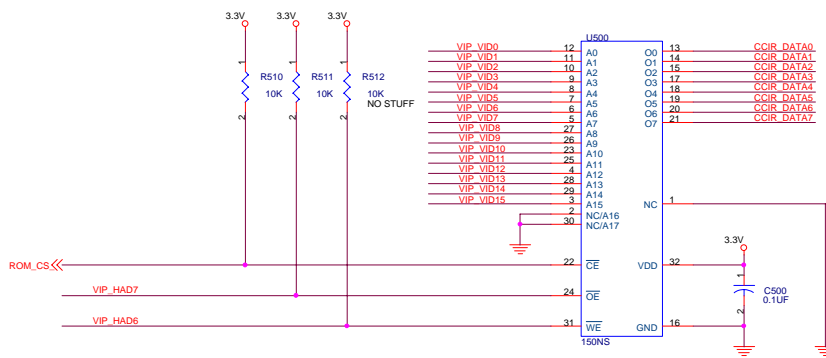 3.3V 3.3V 3.3V
U500
1 1 1
R510 R511 R512
10K 10K 10K
NO STUFF
2 2 2
VIP_VID0 12 A0 O0 13 CCIR_DATA0
VIP_VID1 11 A1 O1 14 CCIR_DATA1
VIP_VID2 10 A2 O2 15 CCIR_DATA2
VIP_VID3 9 A3 O3 17 CCIR_DATA3
VIP_VID4 8 A4 O4 18 CCIR_DATA4
VIP_VID5 7 A5 O5 19 CCIR_DATA5
VIP_VID6 6 A6 O6 20 CCIR_DATA6
VIP_VID7 5 A7 O7 21 CCIR_DATA7
VIP_VID8 27 A8
VIP_VID9 26 A9
VIP_VID10 23 A10
VIP_VID11 25 A11
VIP_VID12 4 A12
VIP_VID13 28 A13
VIP_VID14 29 A14
VIP_VID15 3 A15 NC 1
2 NC/A16
30 NC/A17
3.3V
ROM_CS 22 CE VDD 32
1
C500
0.1UF
2
VIP_HAD7 24 OE
VIP_HAD6 31 WE GND 16
150NS